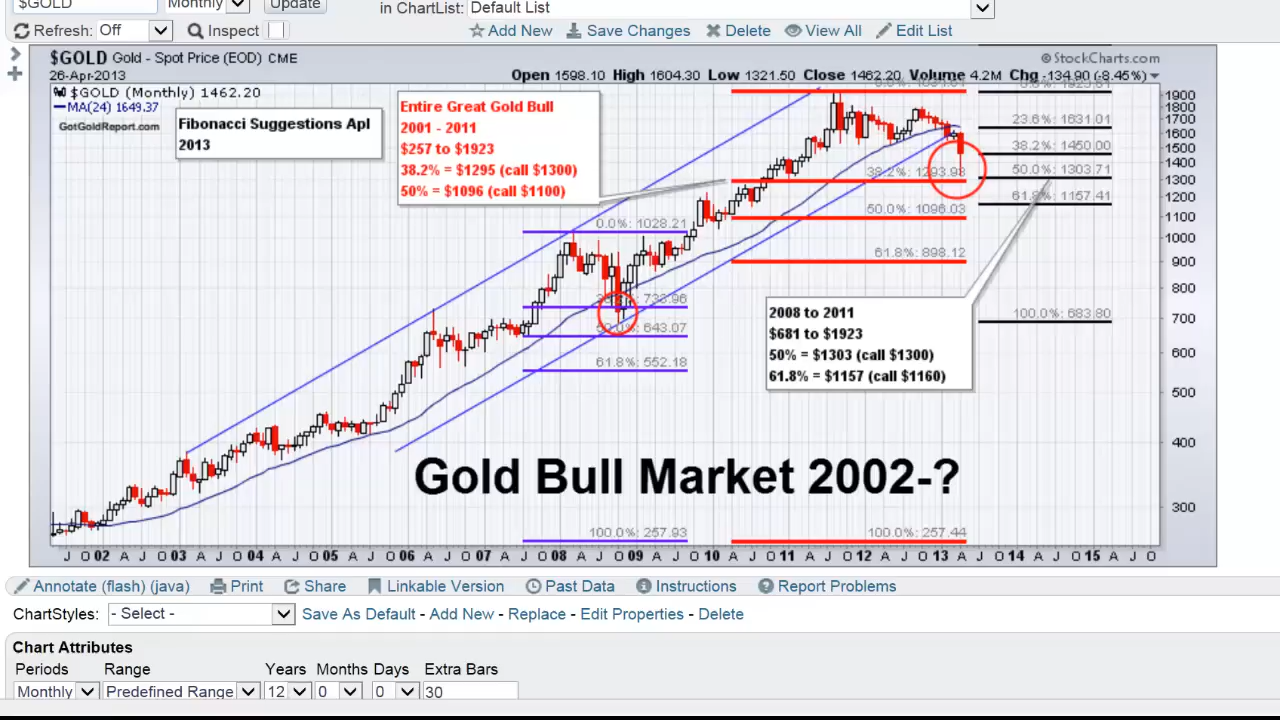 $GOLD Monthly Update in ChartList: Default List
Refresh: Off Inspect Add New Save Changes Delete View All Edit List
$GOLD Gold - Spot Price (EOD) CME © StockCharts.com
26-Apr-2013 Open 1598.10 High 1604.30 Low 1321.50 Close 1462.20 Volume 4.2M Chg -134.90 (-8.45%)
$GOLD (Monthly) 1462.20
MA(24) 1649.37
GotGoldReport.com
Fibonacci Suggestions Apl
2013
Entire Great Gold Bull
2001 - 2011
$257 to $1923
38.2% = $1295 (call $1300)
50% = $1096 (call $1100)
23.6%: 1631.01
38.2%: 1450.00
50.0%: 1303.71
61.8%: 1157.41
100.0%: 683.80
38.2%: 1293.98
50.0%: 1096.03
61.8%: 898.12
100.0%: 257.44
0.0%: 1028.21
38.2%: 733.96
50.0%: 643.07
61.8%: 552.18
100.0%: 257.93
2008 to 2011
$681 to $1923
50% = $1303 (call $1300)
61.8% = $1157 (call $1160)
Gold Bull Market 2002-?
1900
1800
1600
1400
1300
1200
1100
1000
900
800
700
600
500
400
300
J O 02 A J O 03 A J O 04 A J O 05 A J O 06 A J O 07 A J O 08 A J O 09 A J O 10 A J O 11 A J O 12 A J O 13 A J O 14 A J O 15 A J O
Annotate (flash) (java) Print Share Linkable Version Past Data Instructions Report Problems
ChartStyles: - Select - Save As Default - Add New - Replace - Edit Properties - Delete
Chart Attributes
Periods Range Years Months Days Extra Bars
Monthly Predefined Range 12 0 0 30